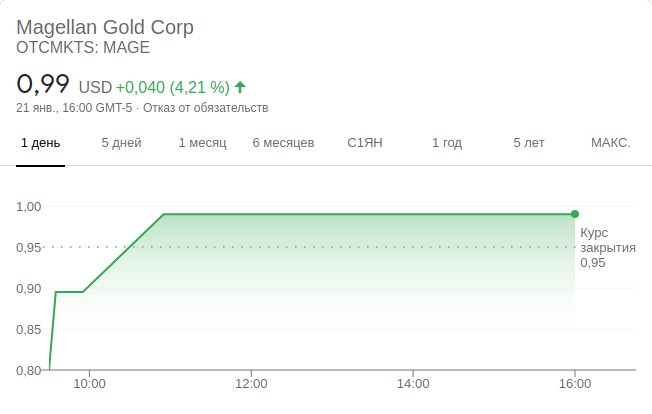 Magellan Gold Corp
OTCMKTS: MAGE
0,99 USD +0,040 (4,21 %)
21 янв., 16:00 GMT-5 · Отказ от обязательств
1 день 5 дней 1 месяц 6 месяцев С1ЯН 1 год 5 лет МАКС.
1,00
0,95
0,90
0,85
0,80
Курс
закрытия
0,95
10:00 12:00 14:00 16:00